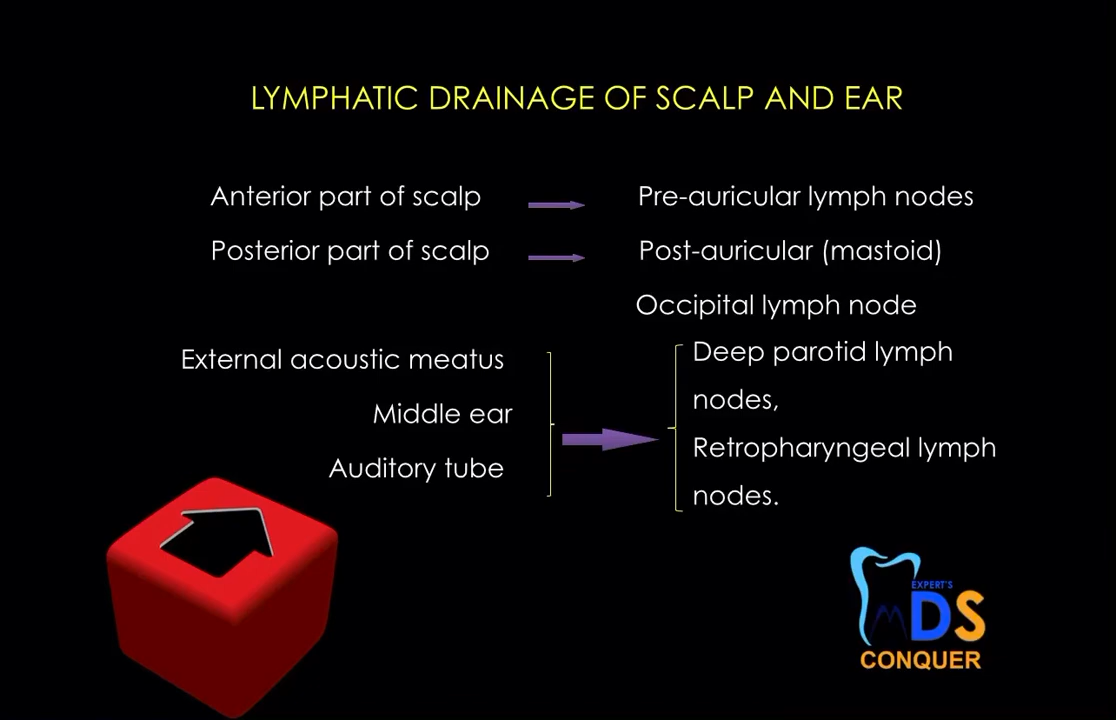 LYMPHATIC DRAINAGE OF SCALP AND EAR
Anterior part of scalp Pre-auricular lymph nodes
Posterior part of scalp Post-auricular (mastoid)
Occipital lymph node
External acoustic meatus
Middle ear
Auditory tube
Deep parotid lymph
nodes,
Retropharyngeal lymph
nodes.
EXPERT'S
MDS
CONQUER